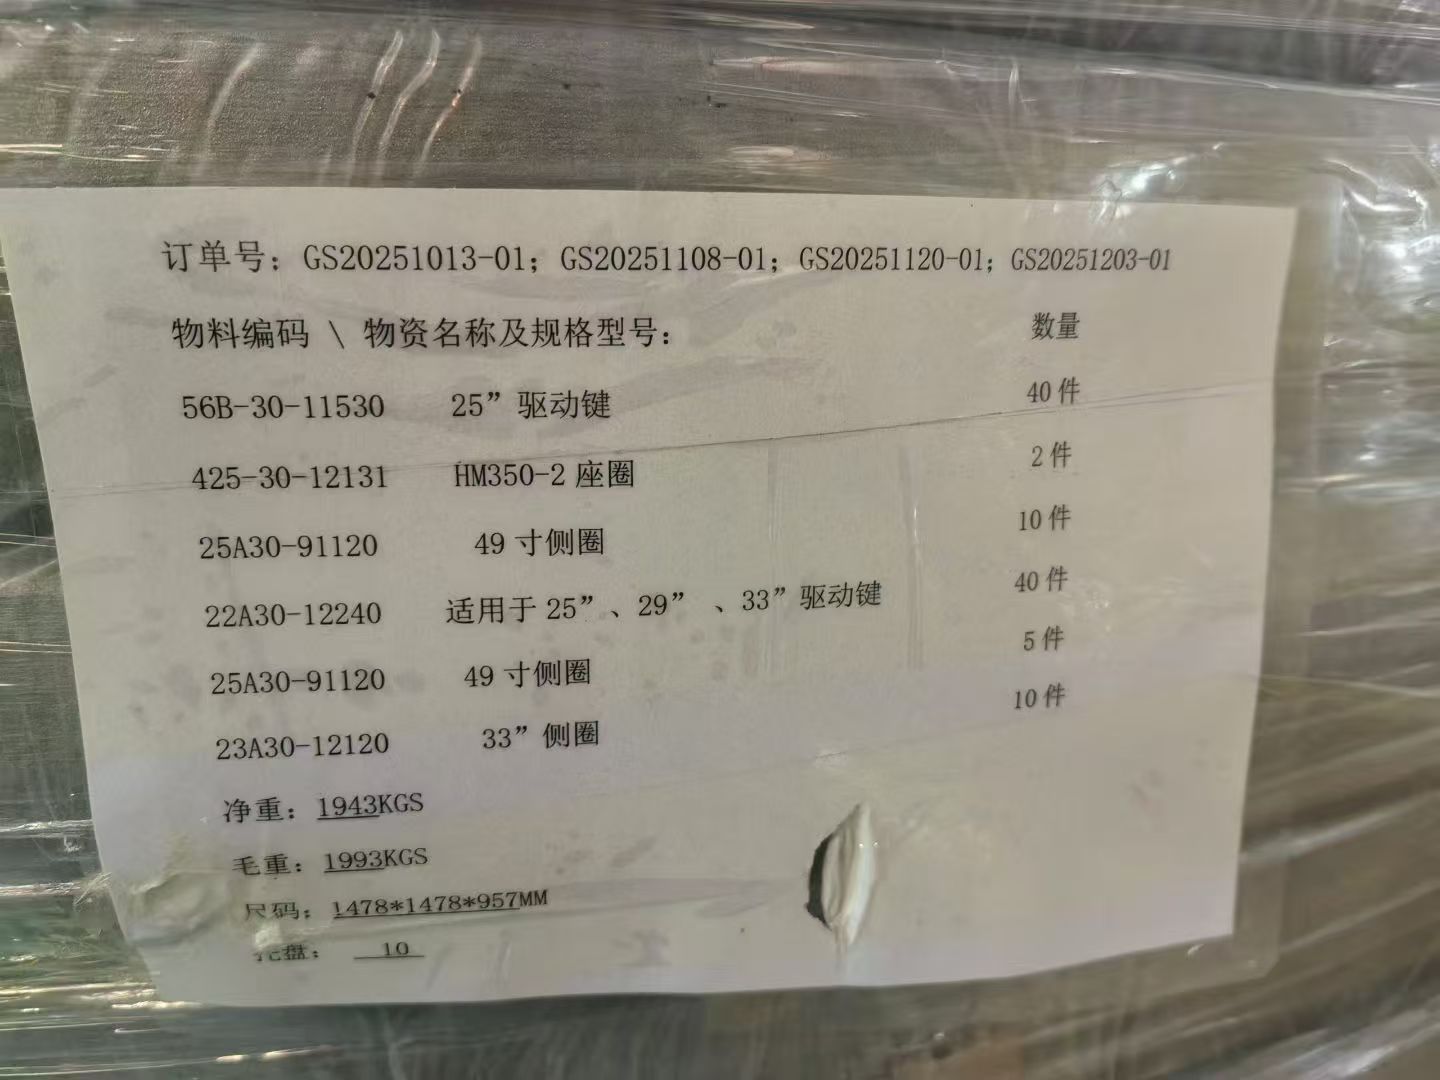 订单号：GS20251013-01；GS20251108-01；GS20251120-01；GS20251203-01
物料编码 \ 物资名称及规格型号： 数量
56B-30-11530 25”驱动键 40件
425-30-12131 HM350-2座圈 2件
25A30-91120 49寸侧圈 10件
22A30-12240 适用于25”、29” 、33”驱动键 40件
25A30-91120 49寸侧圈 5件
23A30-12120 33”侧圈 10件
净重：1943KGS
毛重：1993KGS
尺码：1478*1478*957MM
托盘： 10